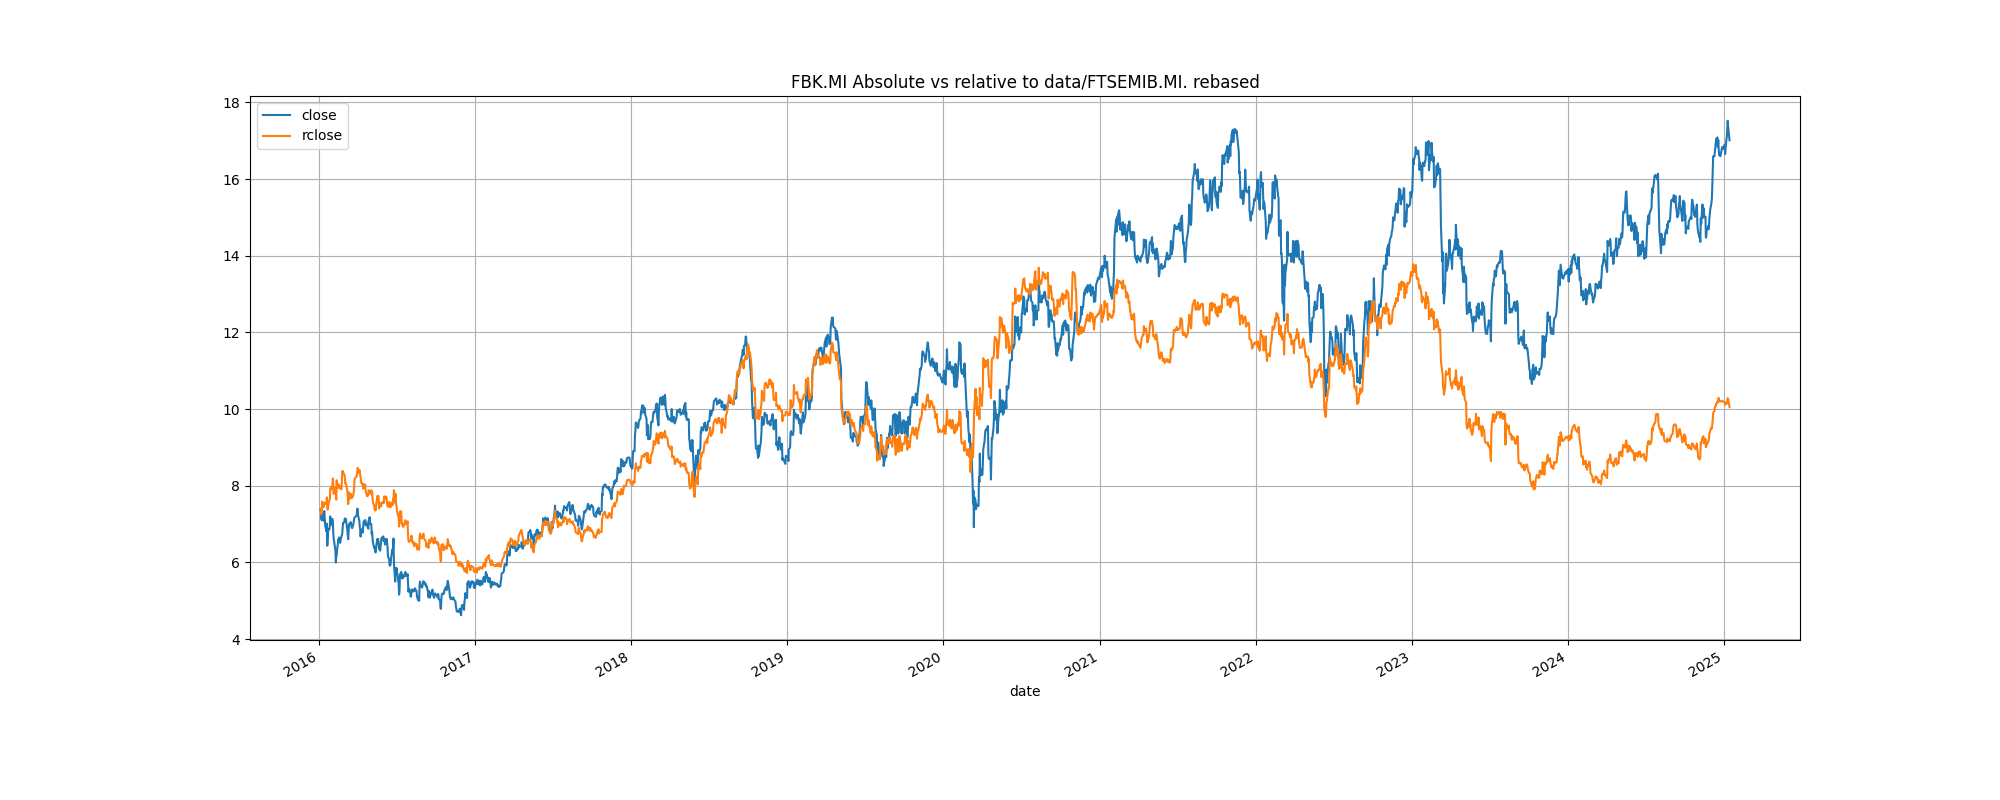 FBK.MI Absolute vs relative to data/FTSEMIB.MI. rebased
close
rclose
18
16
14
12
10
8
6
4
2016 2017 2018 2019 2020 2021 2022 2023 2024 2025
date